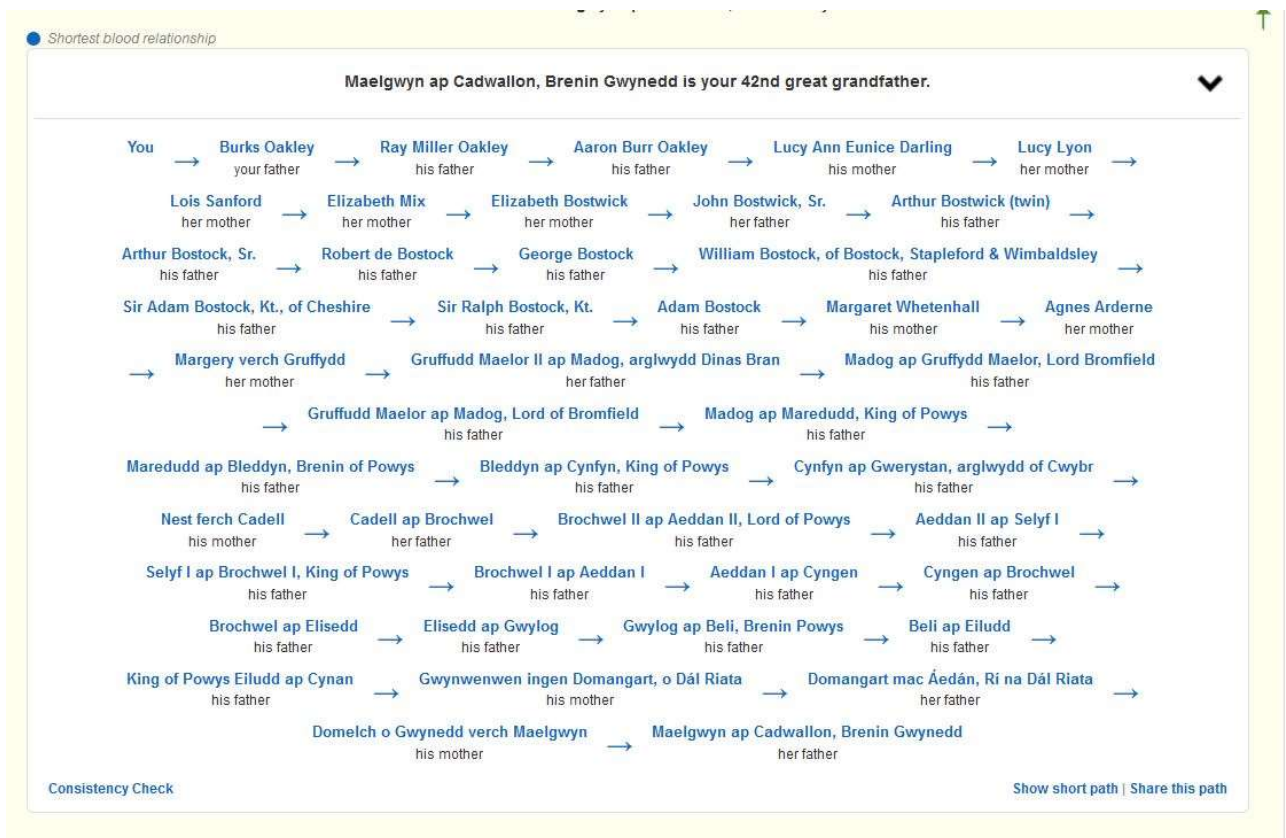 Shortest blood relationship
Maelgwyn ap Cadwallon, Brenin Gwynedd is your 42nd great grandfather.
You → Burks Oakley → Ray Miller Oakley → Aaron Burr Oakley → Lucy Ann Eunice Darling → Lucy Lyon →
your father his father his father his mother her mother
Lois Sanford → Elizabeth Mix → Elizabeth Bostwick → John Bostwick, Sr. → Arthur Bostwick (twin) →
her mother her mother her mother her father his father
Arthur Bostock, Sr. → Robert de Bostock → George Bostock → William Bostock, of Bostock, Stapleford & Wimbaldsley →
his father his father his father his father
Sir Adam Bostock, Kt., of Cheshire → Sir Ralph Bostock, Kt. → Adam Bostock → Margaret Whetenhall → Agnes Arderne
his father his father his father his mother her mother
→ Margery verch Gruffydd → Gruffudd Maelor II ap Madog, arglwydd Dinas Bran → Madog ap Gruffydd Maelor, Lord Bromfield
her mother her father his father
→ Gruffudd Maelor ap Madog, Lord of Bromfield → Madog ap Maredudd, King of Powys →
his father his father
Maredudd ap Bleddyn, Brenin of Powys → Bleddyn ap Cynfyn, King of Powys → Cynfyn ap Gwerystan, arglwydd of Cwybr →
his father his father his father
Nest ferch Cadell → Cadell ap Brochwel → Brochwel II ap Aeddan II, Lord of Powys → Aeddan II ap Selyf I →
his mother her father his father his father
Selyf I ap Brochwel I, King of Powys → Brochwel I ap Aeddan I → Aeddan I ap Cyngen → Cyngen ap Brochwel →
his father his father his father his father
Brochwel ap Elisedd → Elisedd ap Gwylog → Gwylog ap Beli, Brenin Powys → Beli ap Eiludd →
his father his father his father his father
King of Powys Eiludd ap Cynan → Gwynwenwen ingen Domangart, o Dál Riata → Domangart mac Áedán, Rí na Dál Riata →
his father his mother her father
Domelch o Gwynedd verch Maelgwyn → Maelgwyn ap Cadwallon, Brenin Gwynedd
his mother her father
Consistency Check Show short path | Share this path